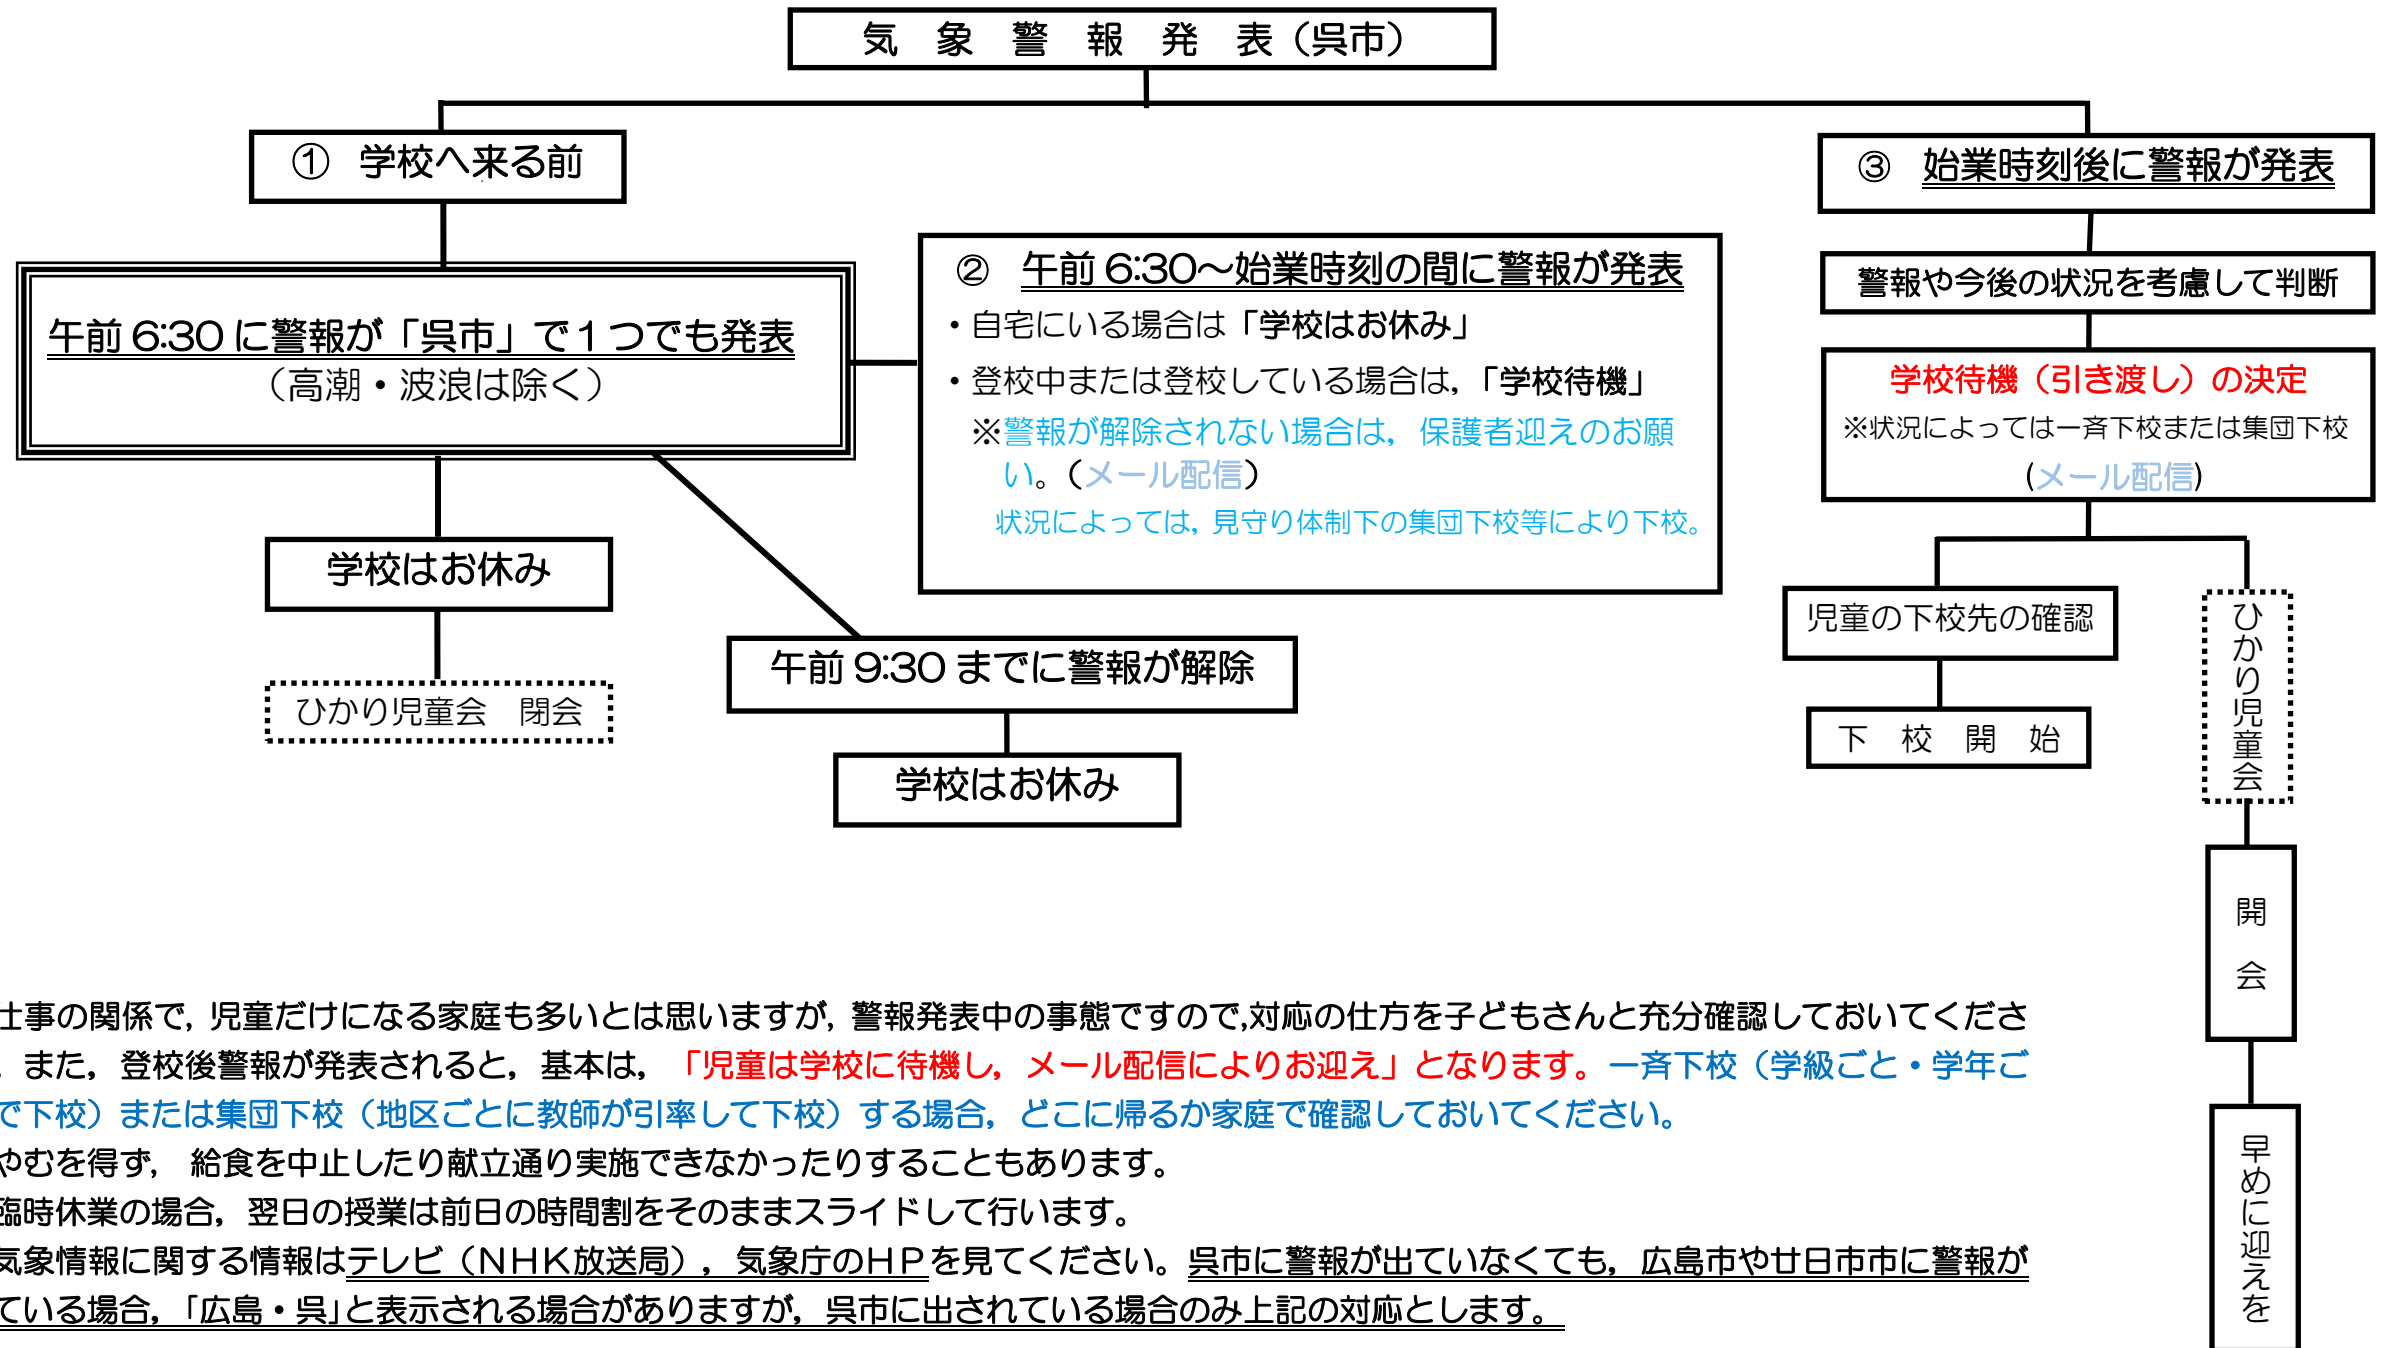 気　象　警　報　発　表（呉市）
①　学校へ来る前
午前 6:30 に警報が「呉市」で１つでも発表
（高潮・波浪は除く）
学校はお休み
ひかり児童会　閉会
午前 9:30 までに警報が解除
学校はお休み
②　午前 6:30～始業時刻の間に警報が発表
・自宅にいる場合は「学校はお休み」
・登校中または登校している場合は，「学校待機」
※警報が解除されない場合は，保護者迎えのお願
い。（メール配信）
状況によっては，見守り体制下の集団下校等により下校。
③　始業時刻後に警報が発表
警報や今後の状況を考慮して判断
学校待機（引き渡し）の決定
※状況によっては一斉下校または集団下校
(メール配信)
児童の下校先の確認
下　校　開　始
ひかり児童会
開　会
早めに迎えを
仕事の関係で，児童だけになる家庭も多いとは思いますが，警報発表中の事態ですので，対応の仕方を子どもさんと充分確認しておいてくださ
。また，登校後警報が発表されると，基本は，「児童は学校に待機し，メール配信によりお迎え」となります。一斉下校（学級ごと・学年ご
で下校）または集団下校（地区ごとに教師が引率して下校）する場合，どこに帰るか家庭で確認しておいてください。
やむを得ず，給食を中止したり献立通り実施できなかったりすることもあります。
臨時休業の場合，翌日の授業は前日の時間割をそのままスライドして行います。
気象情報に関する情報はテレビ（ＮＨＫ放送局），気象庁のＨＰを見てください。呉市に警報が出ていなくても，広島市や廿日市市に警報が
ている場合，「広島・呉」と表示される場合がありますが，呉市に出されている場合のみ上記の対応とします。